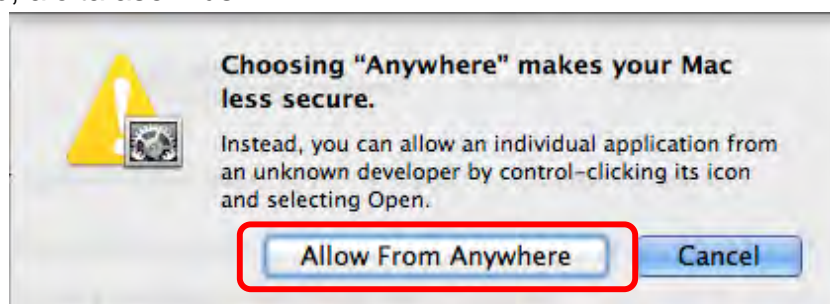 Choosing "Anywhere" makes your Mac
less secure.
Instead, you can allow an individual application from
an unknown developer by control-clicking its icon
and selecting Open.
Allow From Anywhere
Cancel